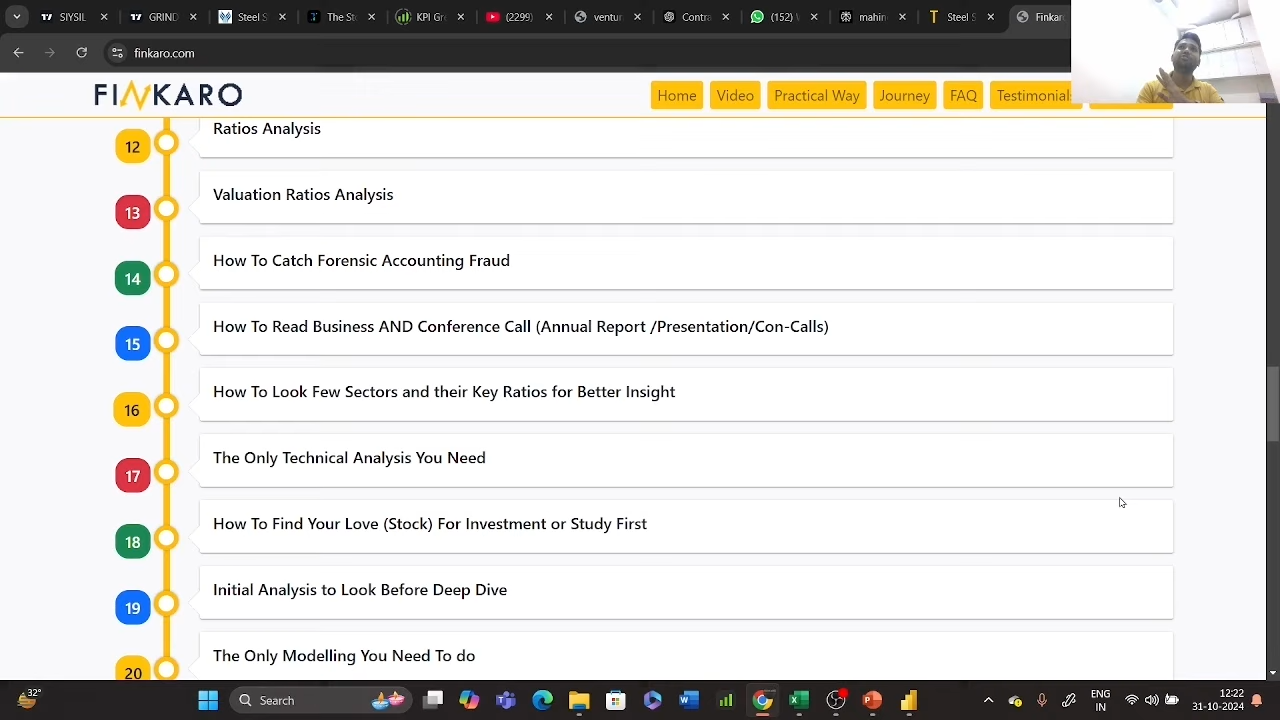 TYSIL
TYGR
Steel S
The St
KPI Gr
(2299)
ventur
Contra
(152)
mahin
Steel S
Finkar
finkaro.com
FINKARO
Home
Video
Practical Way
Journey
FAQ
Testimonial
12
Ratios Analysis
13
Valuation Ratios Analysis
14
How To Catch Forensic Accounting Fraud
15
How To Read Business AND Conference Call (Annual Report /Presentation/Con-Calls)
16
How To Look Few Sectors and their Key Ratios for Better Insight
17
The Only Technical Analysis You Need
18
How To Find Your Love (Stock) For Investment or Study First
19
Initial Analysis to Look Before Deep Dive
20
The Only Modelling You Need To do
32°
Search
ENG
IN
12:22
31-10-2024